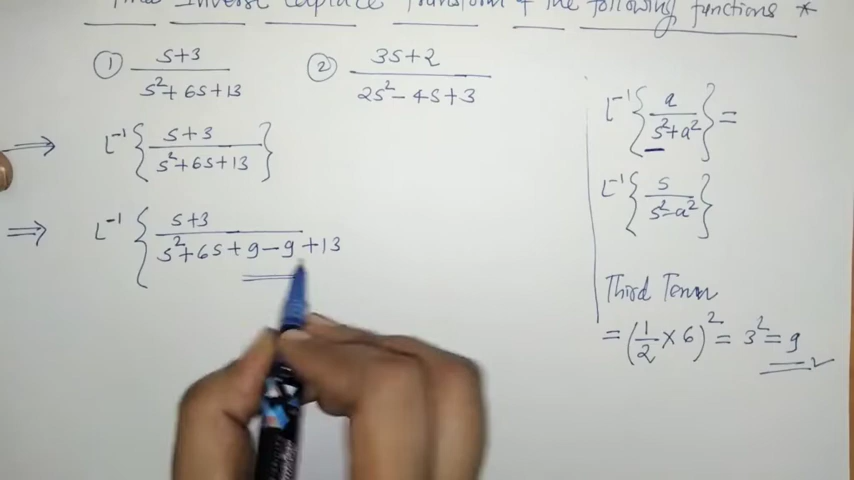 Find Inverse Laplace Transform of the following functions *
① s+3 / s²+6s+13 ② 3s+2 / 2s²-4s+3
⇒ L⁻¹{ s+3 / s²+6s+13 }
⇒ L⁻¹{ s+3 / s²+6s+9-9+13
L⁻¹{ a / s²+a² } =
L⁻¹{ s / s²-a² }
Third Term
= (1/2 × 6)² = 3² = 9